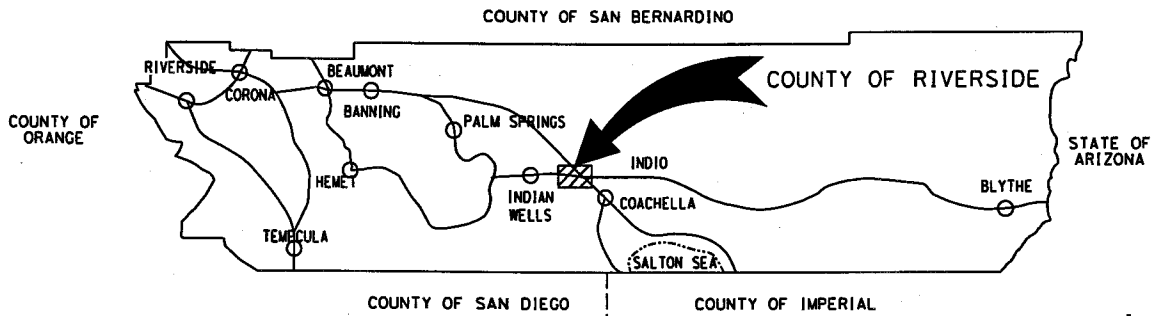 COUNTY OF SAN BERNARDINO
RIVERSIDE
BEAUMONT
COUNTY OF RIVERSIDE
CORONA
BANNING
PALM SPRINGS
COUNTY OF
ORANGE
STATE OF
ARIZONA
INDIO
HEMET
INDIAN
WELLS
COACHELLA
BLYTHE
TEMECULA
SALTON SEA
COUNTY OF SAN DIEGO
COUNTY OF IMPERIAL